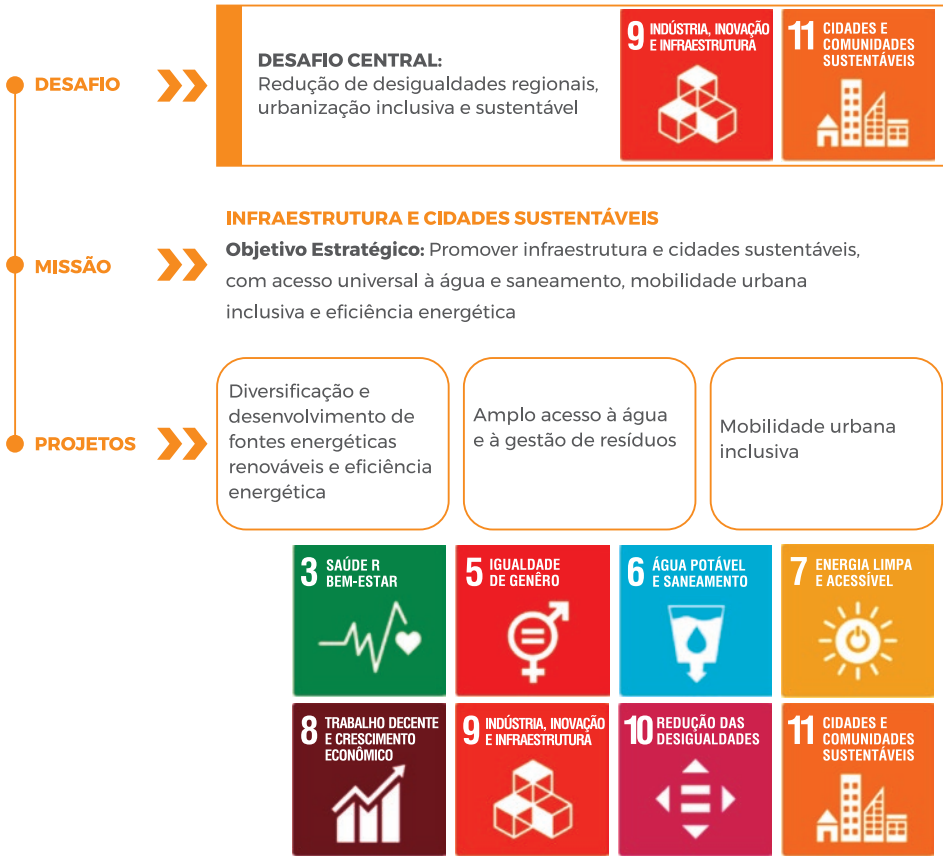 DESAFIO
DESAFIO CENTRAL:
Redução de desigualdades regionais,
urbanização inclusiva e sustentável
9 INDÚSTRIA, INOVAÇÃO
E INFRAESTRUTURA
11 CIDADES E
COMUNIDADES
SUSTENTÁVEIS
MISSÃO
INFRAESTRUTURA E CIDADES SUSTENTÁVEIS
Objetivo Estratégico: Promover infraestrutura e cidades sustentáveis,
com acesso universal à água e saneamento, mobilidade urbana
inclusiva e eficiência energética
PROJETOS
Diversificação e
desenvolvimento de
fontes energéticas
renováveis e eficiência
energética
Amplo acesso à água
e à gestão de resíduos
Mobilidade urbana
inclusiva
3 SAÚDE R
BEM-ESTAR
5 IGUALDADE
DE GENÊRO
6 ÁGUA POTÁVEL
E SANEAMENTO
7 ENERGIA LIMPA
E ACESSÍVEL
8 TRABALHO DECENTE
E CRESCIMENTO
ECONÔMICO
9 INDÚSTRIA, INOVAÇÃO
E INFRAESTRUTURA
10 REDUÇÃO DAS
DESIGUALDADES
11 CIDADES E
COMUNIDADES
SUSTENTÁVEIS